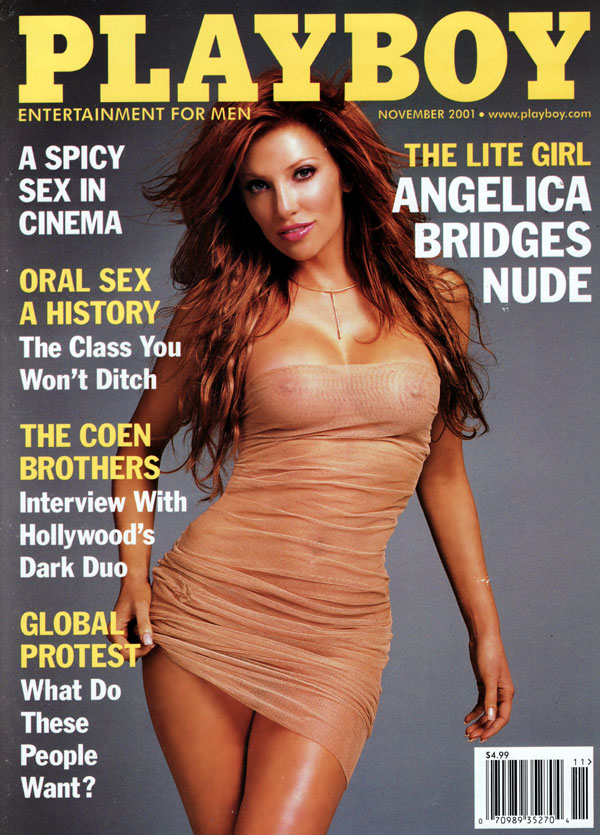 PLAYBOY
ENTERTAINMENT FOR MEN
NOVEMBER 2001 • www.playboy.com
A SPICY
SEX IN
CINEMA
THE LITE GIRL
ANGELICA
BRIDGES
NUDE
ORAL SEX
A HISTORY
The Class You
Won't Ditch
THE COEN
BROTHERS
Interview With
Hollywood's
Dark Duo
GLOBAL
PROTEST
What Do
These
People
Want?
$4.99
11>
0 70989 35270 4